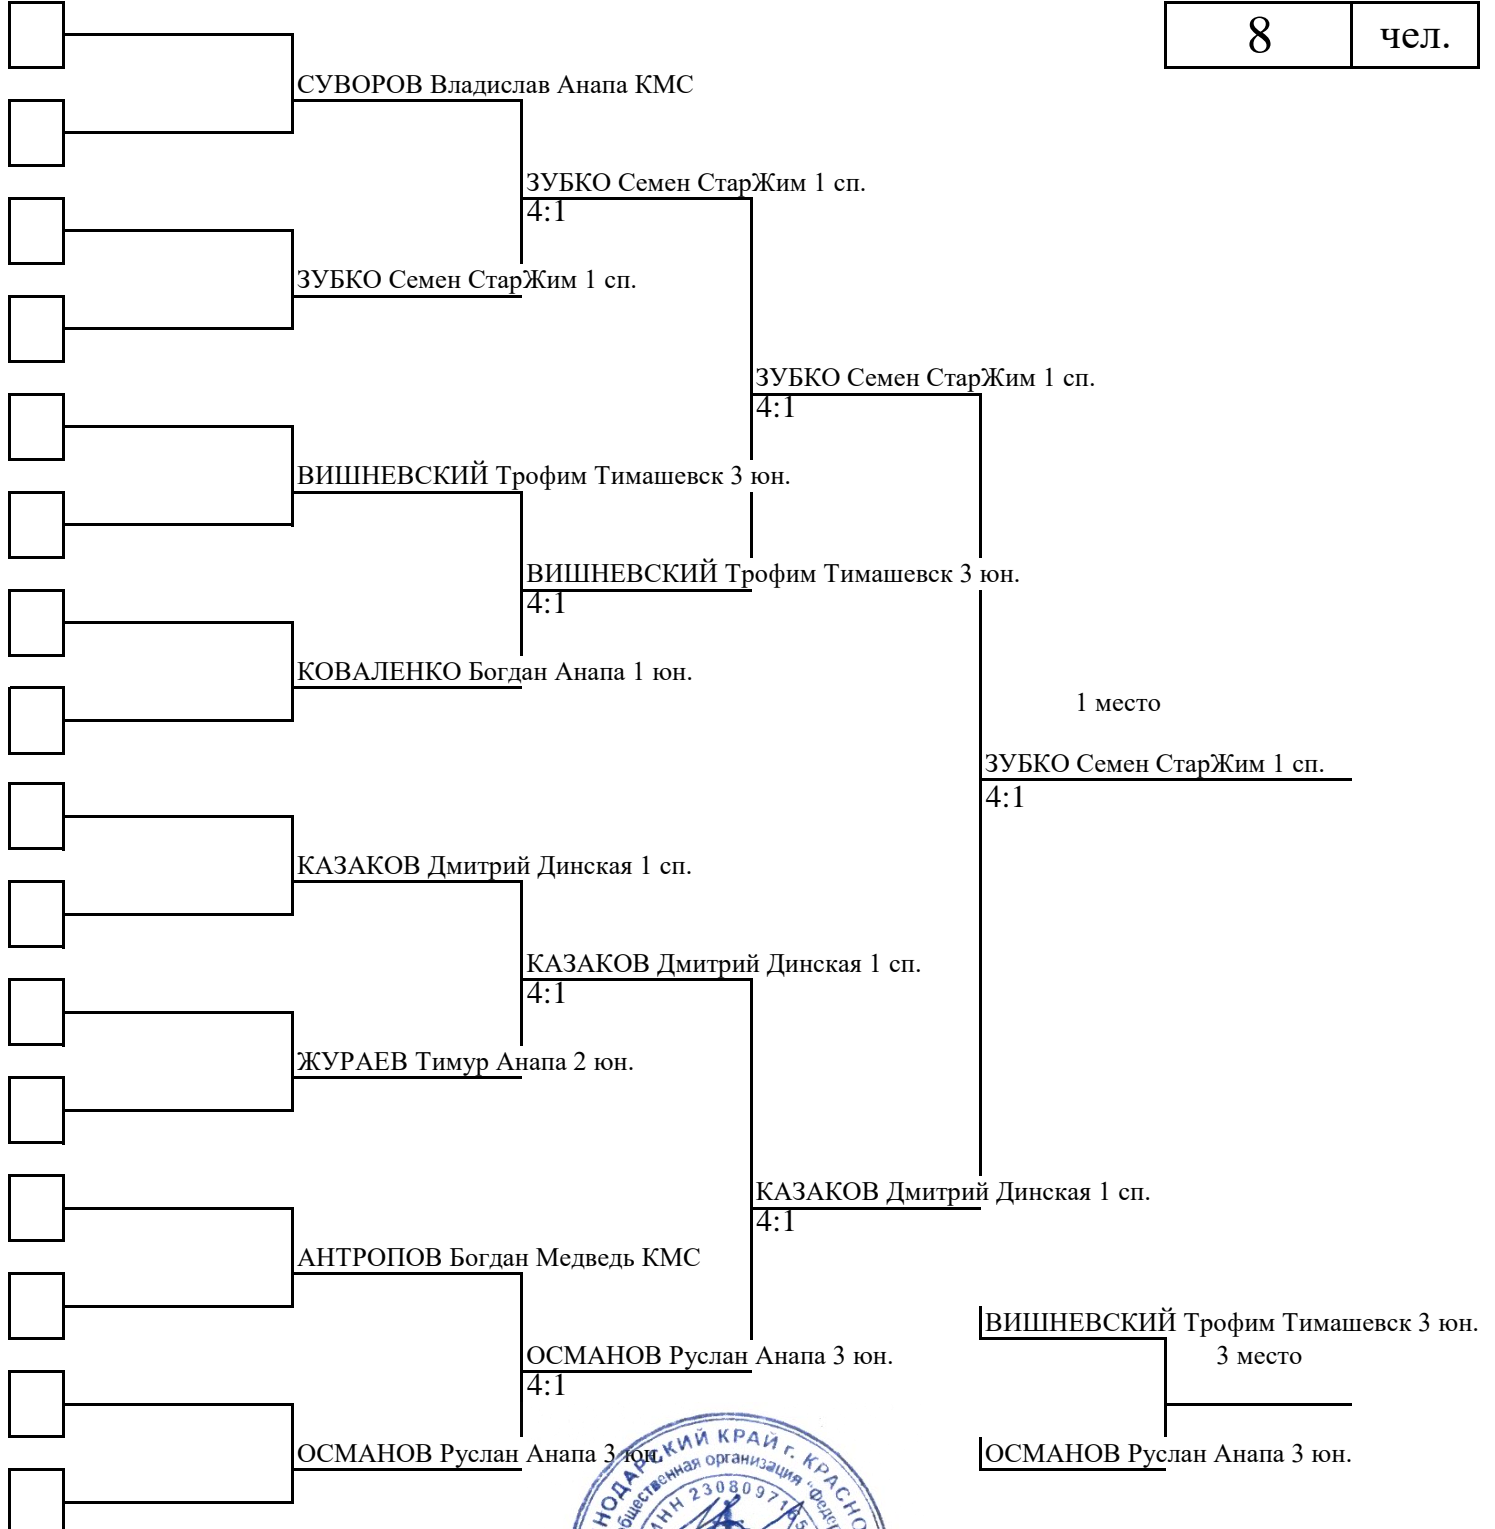 8 чел.
СУВОРОВ Владислав Анапа КМС
ЗУБКО Семен СтарЖим 1 сп.
4:1
ЗУБКО Семен СтарЖим 1 сп.
ЗУБКО Семен СтарЖим 1 сп.
4:1
ВИШНЕВСКИЙ Трофим Тимашевск 3 юн.
ВИШНЕВСКИЙ Трофим Тимашевск 3 юн.
4:1
КОВАЛЕНКО Богдан Анапа 1 юн.
1 место
ЗУБКО Семен СтарЖим 1 сп.
4:1
КАЗАКОВ Дмитрий Динская 1 сп.
КАЗАКОВ Дмитрий Динская 1 сп.
4:1
ЖУРАЕВ Тимур Анапа 2 юн.
КАЗАКОВ Дмитрий Динская 1 сп.
4:1
АНТРОПОВ Богдан Медведь КМС
ВИШНЕВСКИЙ Трофим Тимашевск 3 юн.
3 место
ОСМАНОВ Руслан Анапа 3 юн.
4:1
ОСМАНОВ Руслан Анапа 3 юн.
ОСМАНОВ Руслан Анапа 3 юн.
КРАЙ г.
организация
ИНН 2308097165